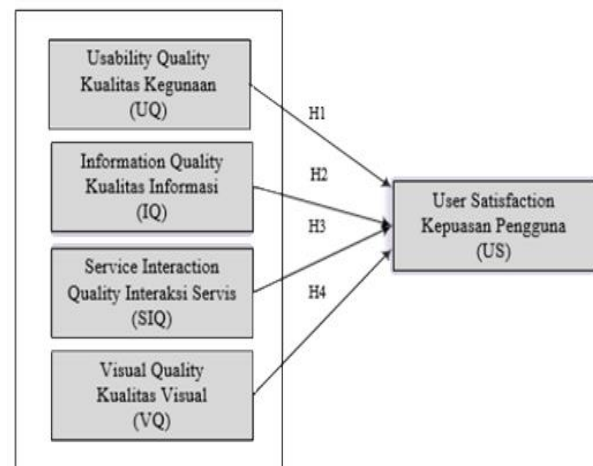 Usability Quality
Kualitas Kegunaan
(UQ)
Information Quality
Kualitas Informasi
(IQ)
Service Interaction
Quality Interaksi Servis
(SIQ)
Visual Quality
Kualitas Visual
(VQ)
H1
H2
H3
H4
User Satisfaction
Kepuasan Pengguna
(US)